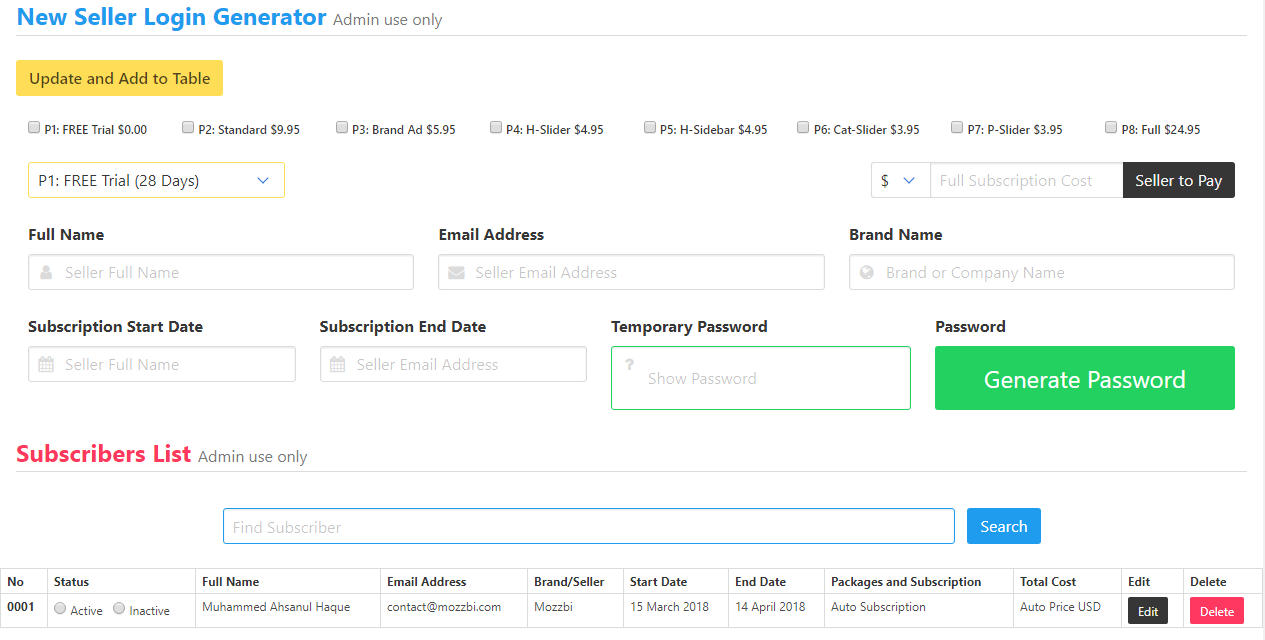 New Seller Login Generator Admin use only
Update and Add to Table
P1: FREE Trial $0.00 P2: Standard $9.95 P3: Brand Ad $5.95 P4: H-Slider $4.95 P5: H-Sidebar $4.95 P6: Cat-Slider $3.95 P7: P-Slider $3.95 P8: Full $24.95
P1: FREE Trial (28 Days) $ Full Subscription Cost Seller to Pay
Full Name Email Address Brand Name
Seller Full Name Seller Email Address Brand or Company Name
Subscription Start Date Subscription End Date Temporary Password Password
Seller Full Name Seller Email Address Show Password Generate Password
Subscribers List Admin use only
Find Subscriber Search
No Status Full Name Email Address Brand/Seller Start Date End Date Packages and Subscription Total Cost Edit Delete
0001 Active Inactive Muhammed Ahsanul Haque contact@mozzbi.com Mozzbi 15 March 2018 14 April 2018 Auto Subscription Auto Price USD Edit Delete